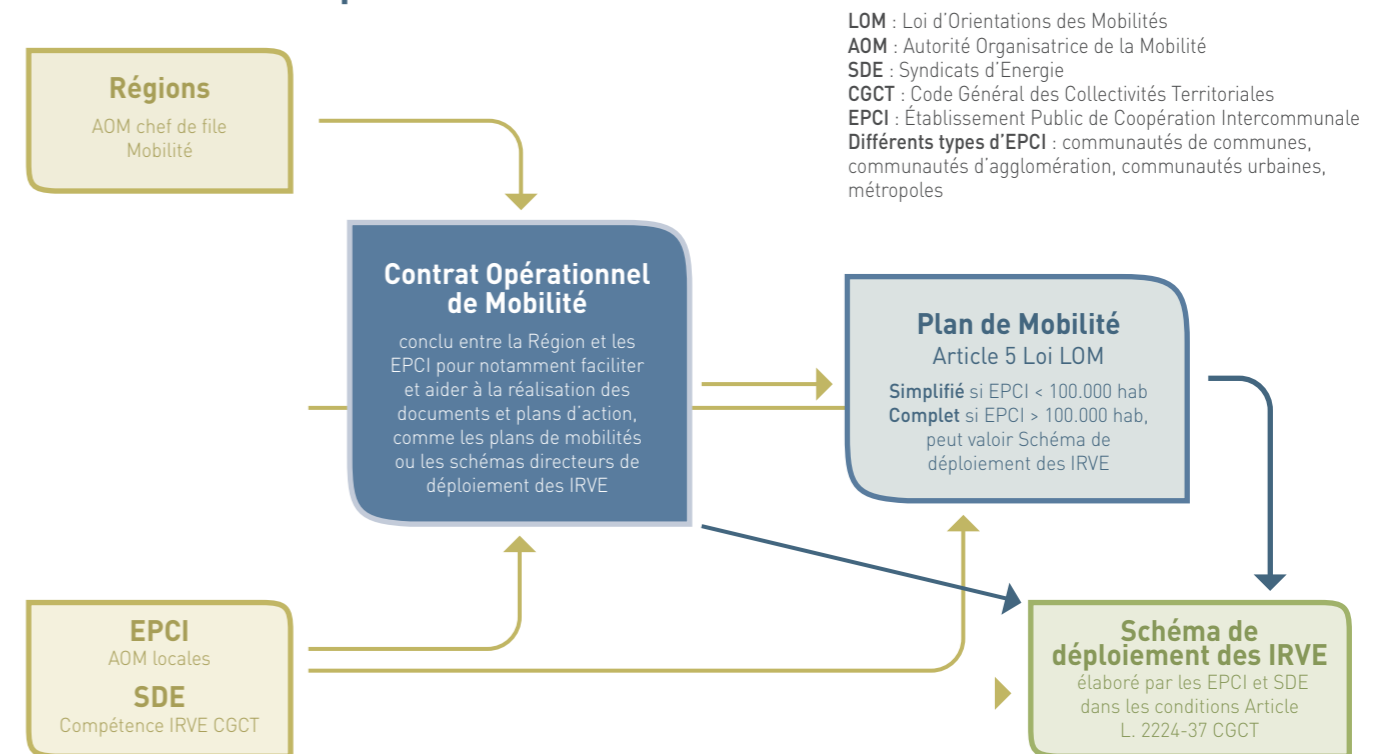 LOM : Loi d'Orientations des Mobilités
AOM : Autorité Organisatrice de la Mobilité
SDE : Syndicats d'Energie
CGCT : Code Général des Collectivités Territoriales
EPCI : Établissement Public de Coopération Intercommunale
Différents types d'EPCI : communautés de communes,
communautés d'agglomération, communautés urbaines,
métropoles
Régions
AOM chef de file
Mobilité
Contrat Opérationnel
de Mobilité
conclu entre la Région et les
EPCI pour notamment faciliter
et aider à la réalisation des
documents et plans d'action,
comme les plans de mobilités
ou les schémas directeurs de
déploiement des IRVE
Plan de Mobilité
Article 5 Loi LOM
Simplifié si EPCI < 100.000 hab
Complet si EPCI > 100.000 hab,
peut valoir Schéma de
déploiement des IRVE
EPCI
AOM locales
SDE
Compétence IRVE CGCT
Schéma de
déploiement des IRVE
élaboré par les EPCI et SDE
dans les conditions Article
L. 2224-37 CGCT